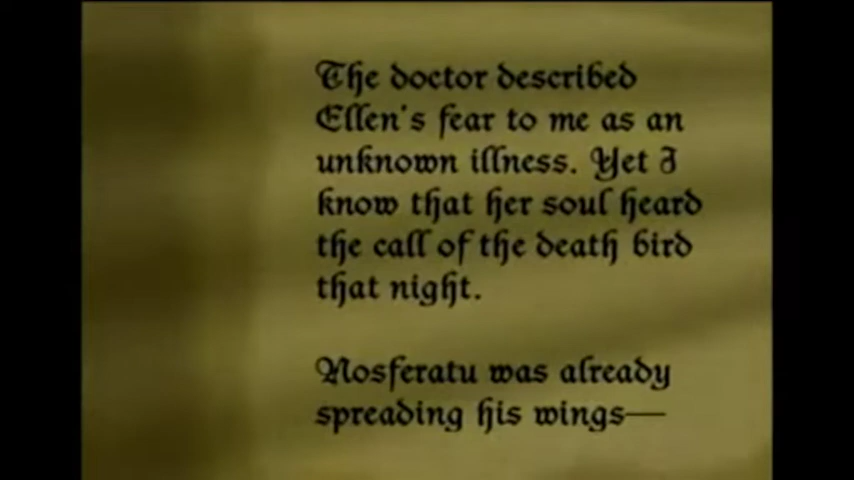 The doctor described
Ellen's fear to me as an
unknown illness. Yet I
know that her soul heard
the call of the death bird
that night.
Nosferatu was already
spreading his wings—